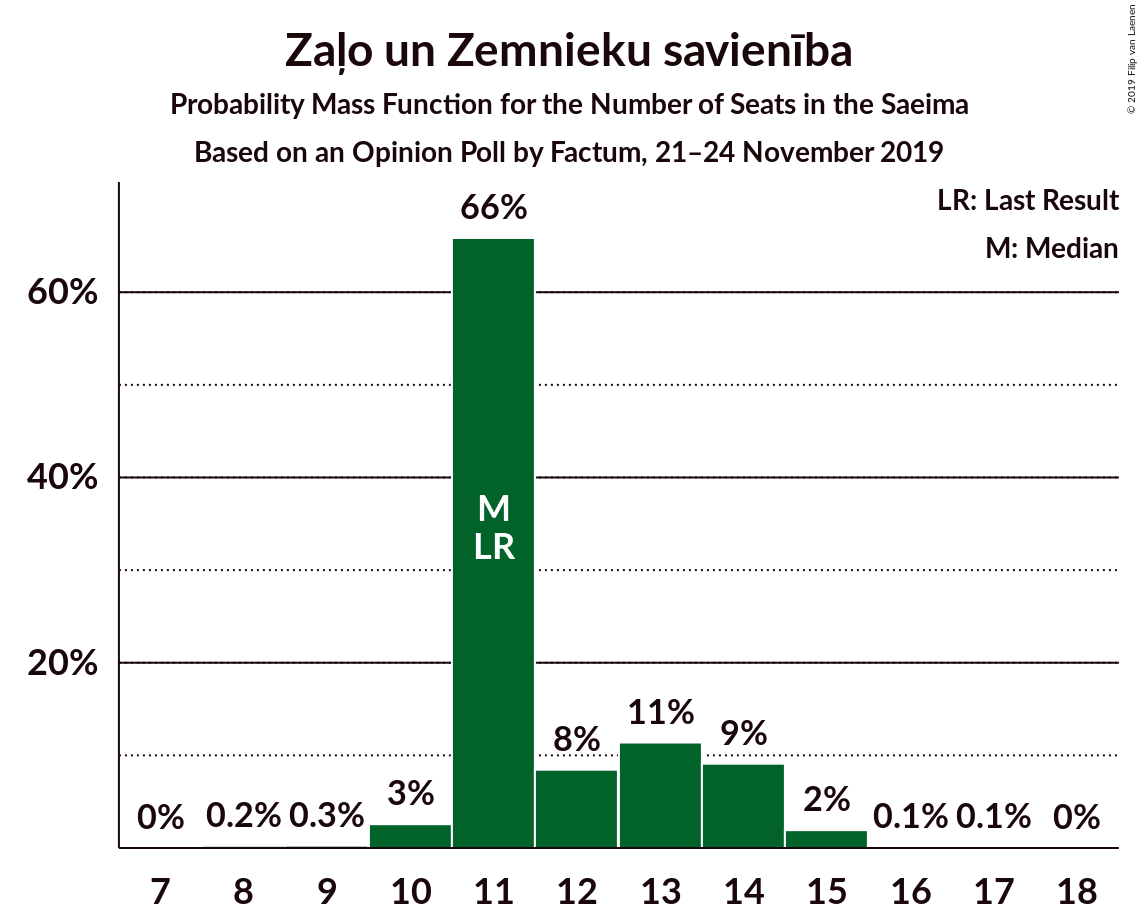 Zaļo un Zemnieku savienība
Probability Mass Function for the Number of Seats in the Saeima
Based on an Opinion Poll by Factum, 21–24 November 2019
© 2019 Filip van Laenen
LR: Last Result
M: Median
60%
40%
20%
0%
0.2%
0.3%
3%
66%
8%
11%
9%
2%
0.1%
0.1%
0%
M
LR
7 8 9 10 11 12 13 14 15 16 17 18